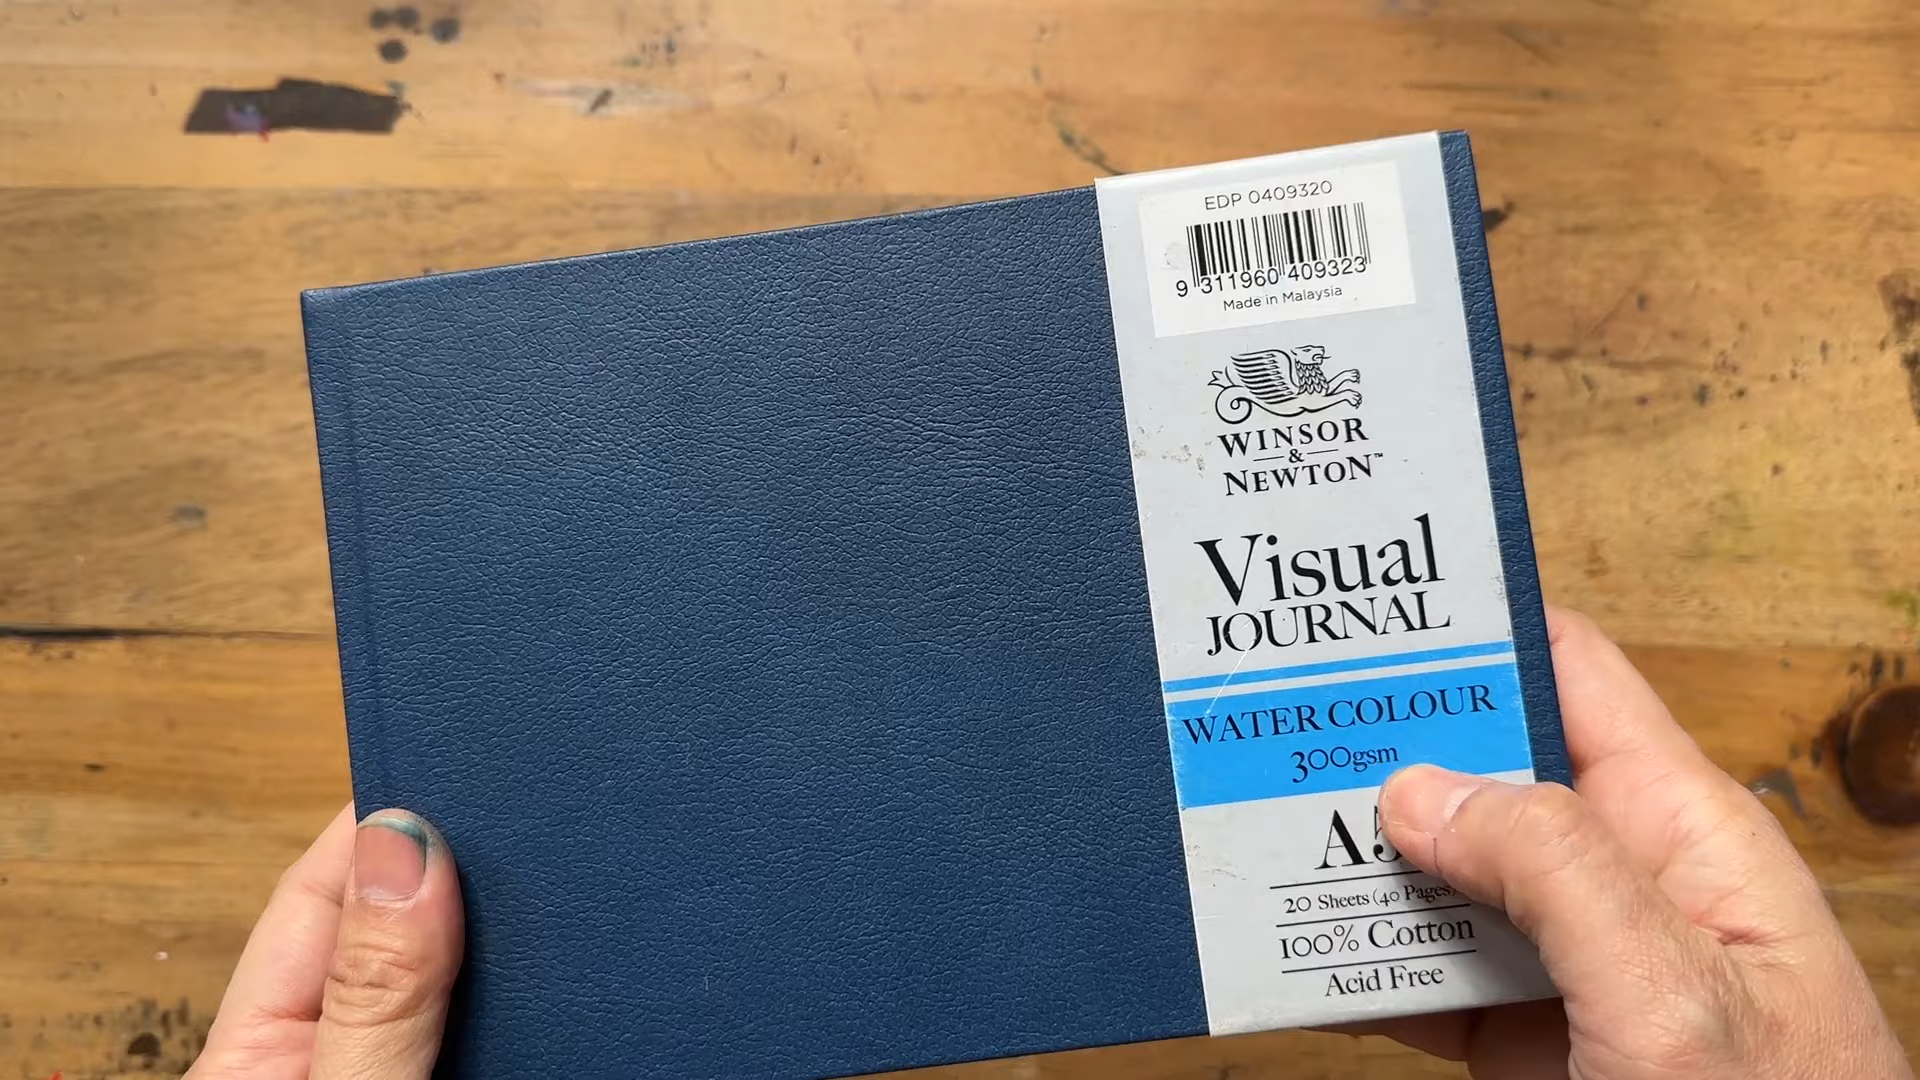 EDP 0409320
9 311960 409323
Made in Malaysia
WINSOR
&
NEWTON™
Visual
JOURNAL
WATER COLOUR
300gsm
A5
20 Sheets (40 Pages)
100% Cotton
Acid Free